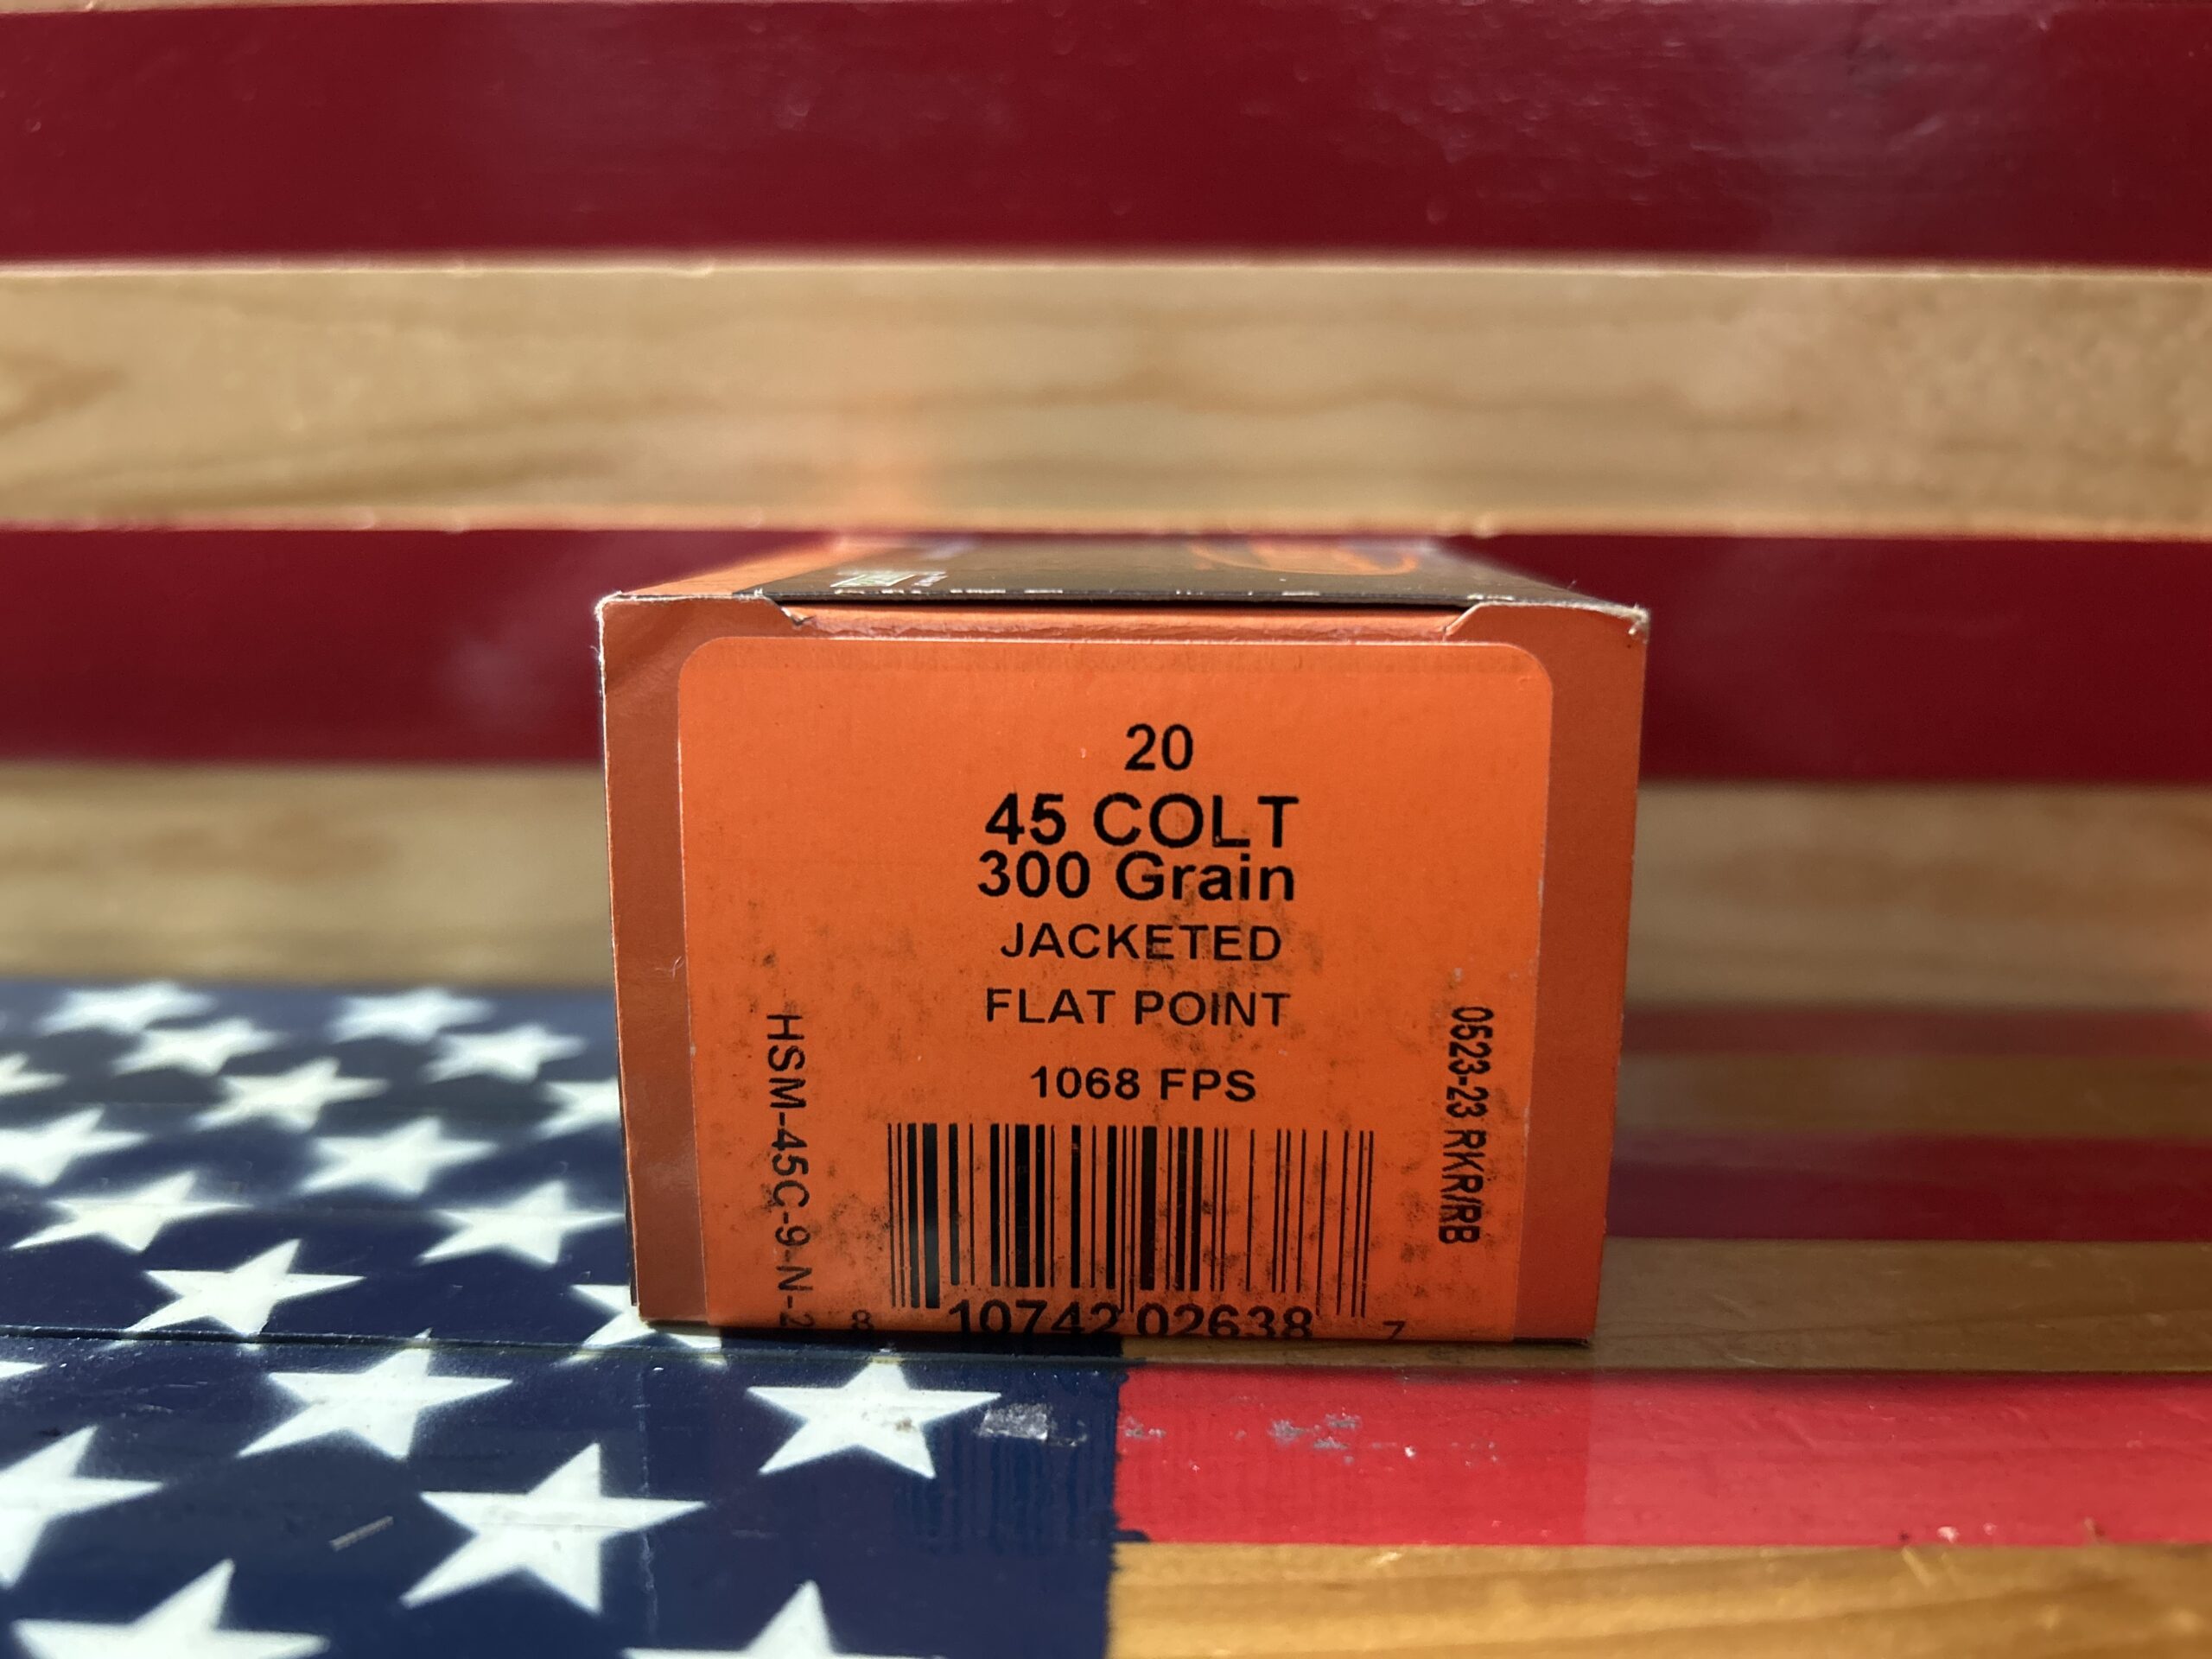 20
45 COLT
300 Grain
JACKETED
FLAT POINT
1068 FPS
HSM-45C-9-N-2
0523-23 RKR/RB
8 10742 02638 7